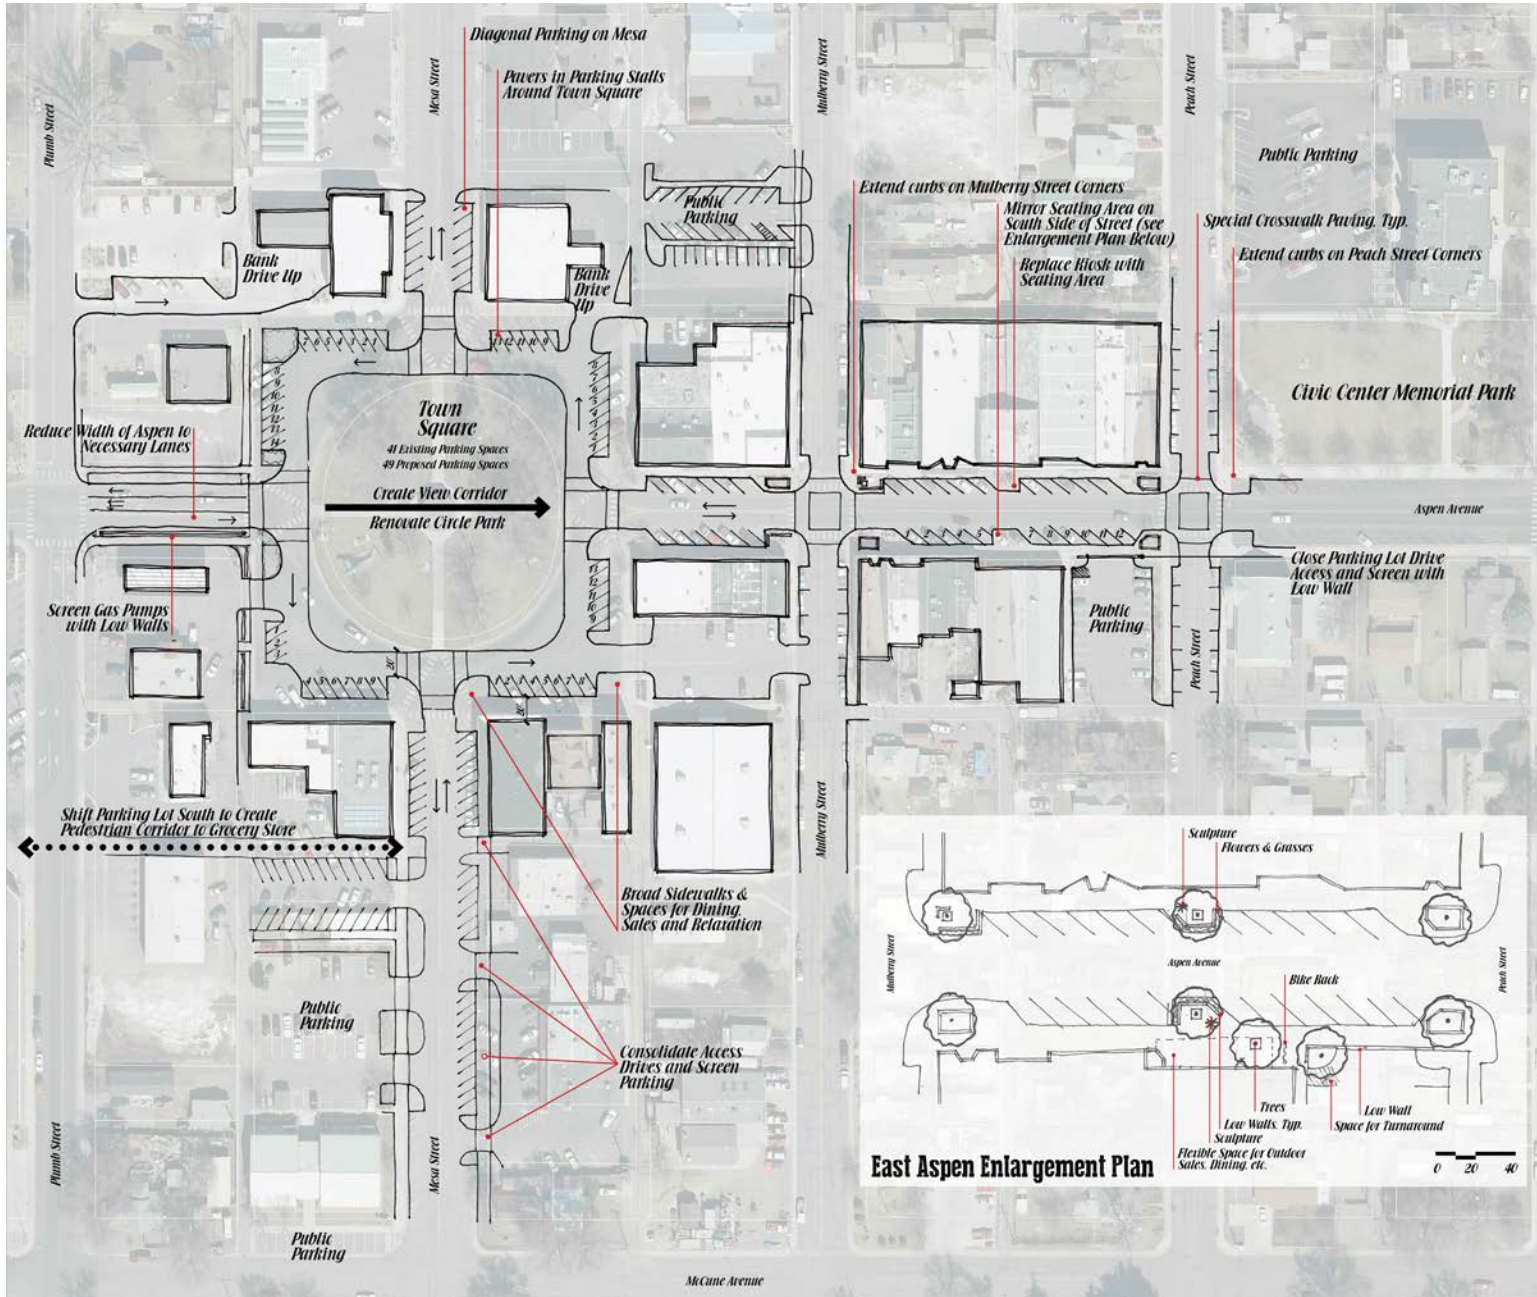 Diagonal Parking on Mesa
Pavers in Parking Stalls
Around Town Square
Plumb Street
Mesa Street
Mulberry Street
Peach Street
Public Parking
Public
Parking
Extend curbs on Mulberry Street Corners
Mirror Seating Area on
South Side of Street (see
Enlargement Plan Below)
Replace Kiosk with
Seating Area
Special Crosswalk Paving, Typ.
Extend curbs on Peach Street Corners
Bank
Drive Up
Bank
Drive
Up
Civic Center Memorial Park
Town
Square
41 Existing Parking Spaces
49 Proposed Parking Spaces
Create View Corridor
Renovate Circle Park
Reduce Width of Aspen to
Necessary Lanes
Aspen Avenue
Close Parking Lot Drive
Access and Screen with
Low Wall
Screen Gas Pumps
with Low Walls
Public
Parking
Peach Street
20'
20'
Shift Parking Lot South to Create
Pedestrian Corridor to Grocery Store
Mulberry Street
Broad Sidewalks &
Spaces for Dining,
Sales and Relaxation
Public
Parking
Consolidate Access
Drives and Screen
Parking
Plumb Street
Mesa Street
Public
Parking
McCune Avenue
Sculpture
Flowers & Grasses
Mulberry Street
Aspen Avenue
Peach Street
Bike Rack
Trees
Low Walls, Typ.
Sculpture
Flexible Space for Outdoor
Sales, Dining, etc.
Low Wall
Space for Turnaround
East Aspen Enlargement Plan
0 20 40